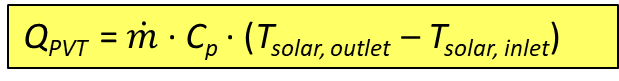 Q_PVT = ṁ · C_p · (T_solar, outlet – T_solar, inlet)